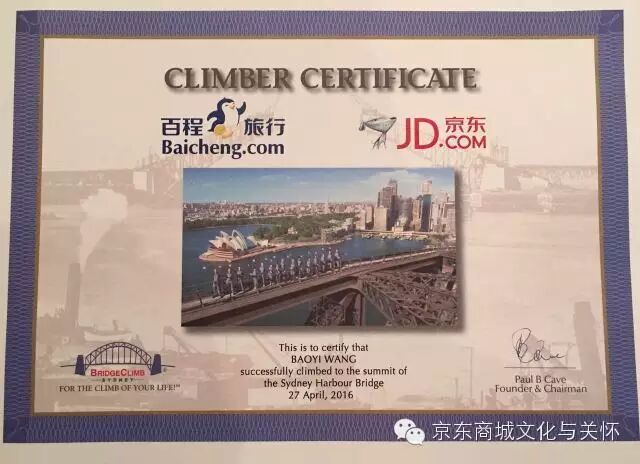 CLIMBER CERTIFICATE
百程旅行
Baicheng.com
JD.京东
.COM
This is to certify that
BAOYI WANG
successfully climbed to the summit of
the Sydney Harbour Bridge
27 April, 2016
BRIDGECLIMB
SYDNEY
FOR THE CLIMB OF YOUR LIFE!™
Paul B Cave
Founder & Chairman
京东商城文化与关怀